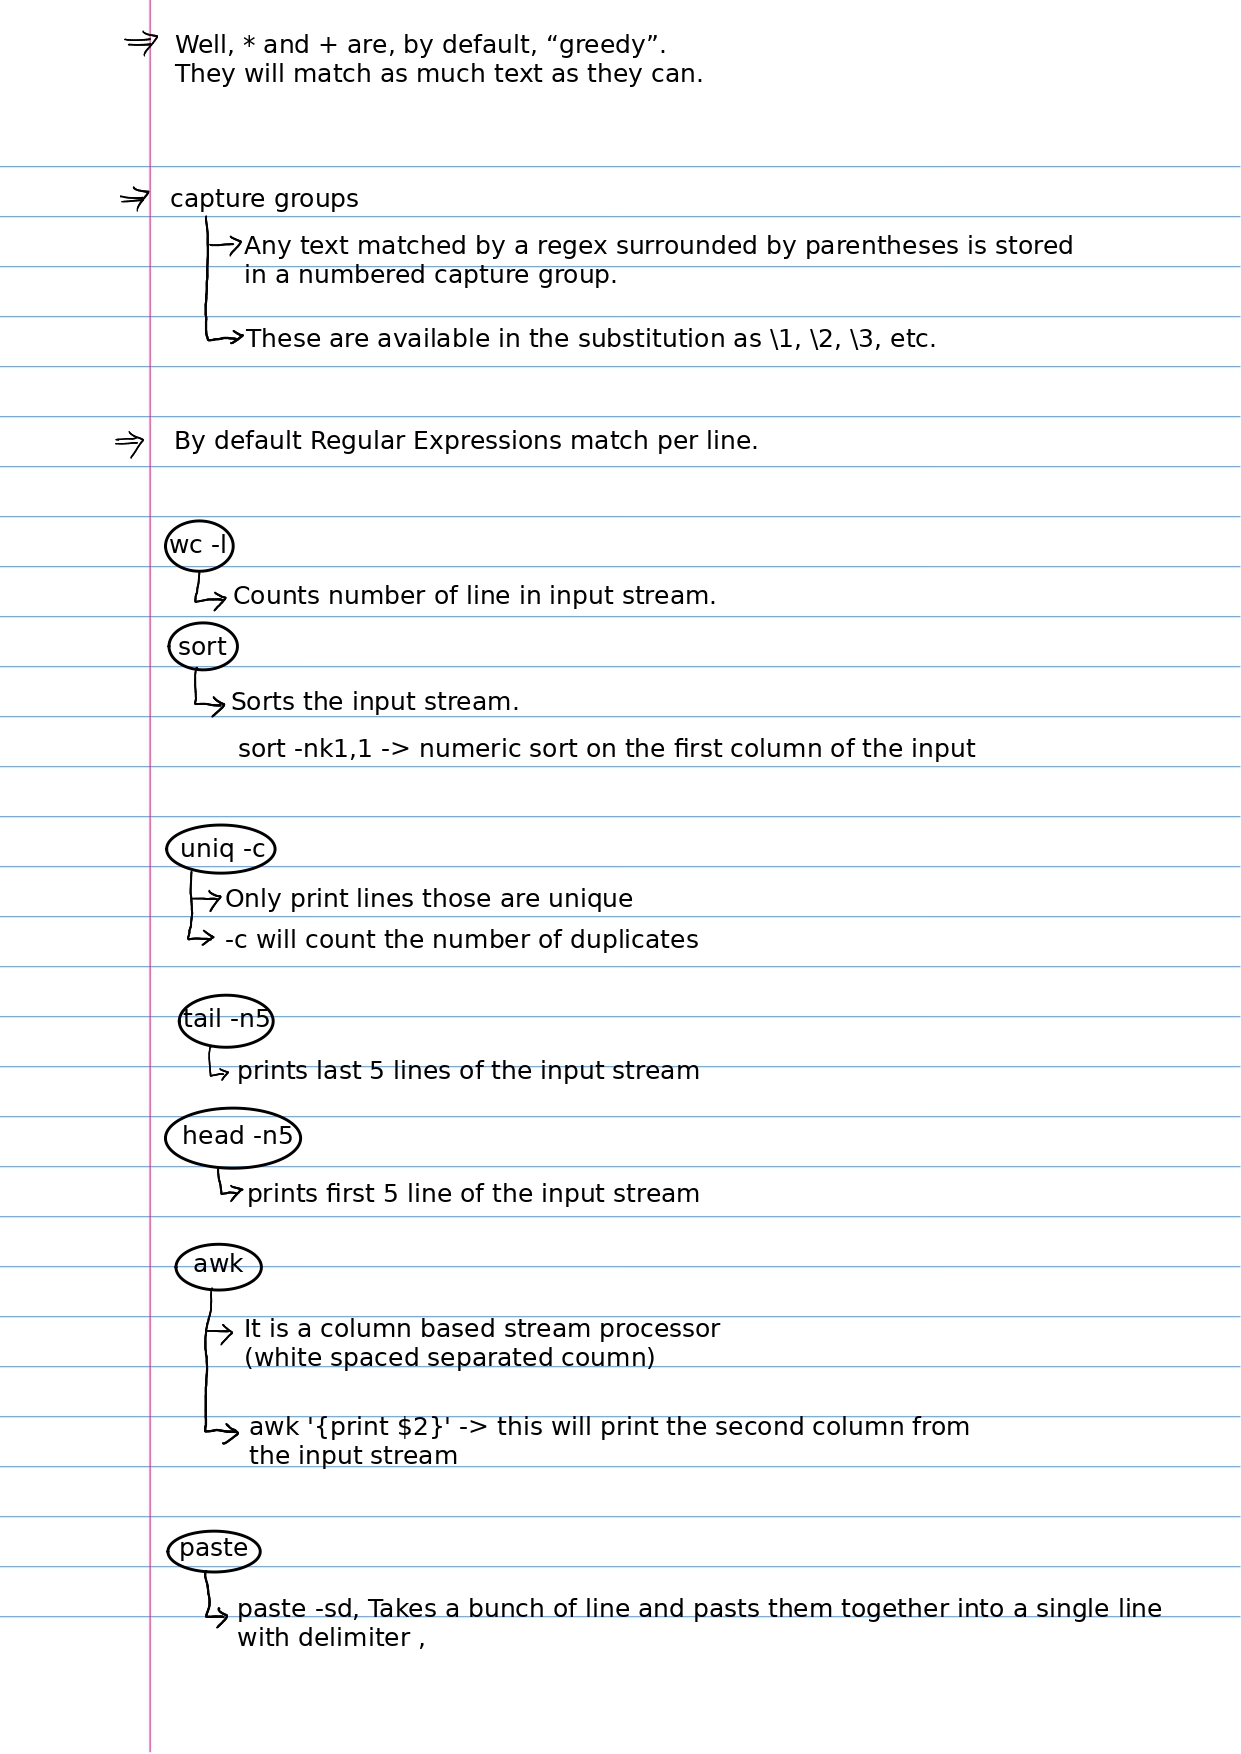 Well, * and + are, by default, “greedy”.
They will match as much text as they can.
capture groups
Any text matched by a regex surrounded by parentheses is stored
in a numbered capture group.
These are available in the substitution as \1, \2, \3, etc.
By default Regular Expressions match per line.
wc -l
Counts number of line in input stream.
sort
Sorts the input stream.
sort -nk1,1 -> numeric sort on the first column of the input
uniq -c
Only print lines those are unique
-c will count the number of duplicates
tail -n5
prints last 5 lines of the input stream
head -n5
prints first 5 line of the input stream
awk
It is a column based stream processor
(white spaced separated coumn)
awk '{print $2}' -> this will print the second column from
the input stream
paste
paste -sd, Takes a bunch of line and pasts them together into a single line
with delimiter ,